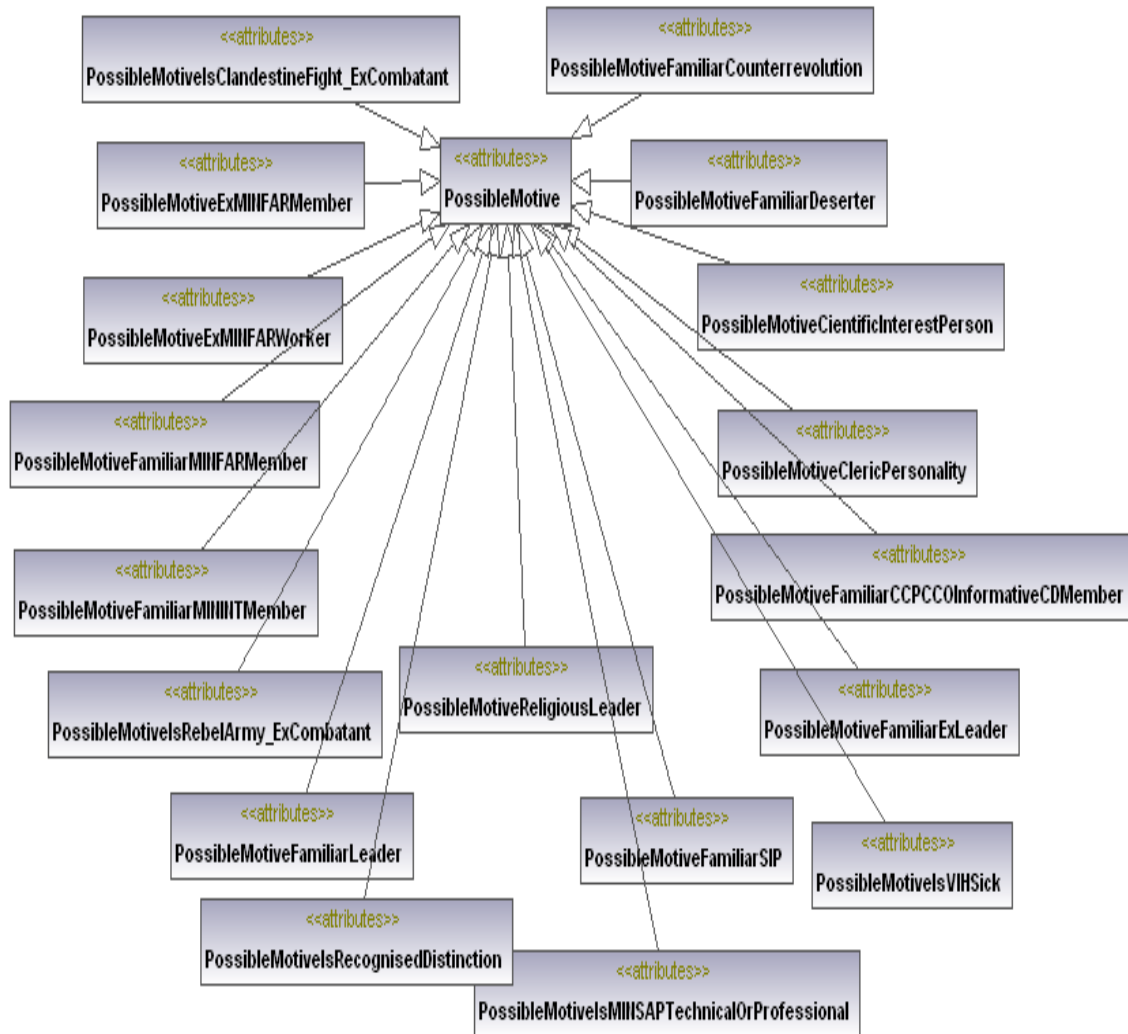 <<attributes>>
PossibleMotiveIsClandestineFight_ExCombatant
<<attributes>>
PossibleMotiveFamiliarCounterrevolution
<<attributes>>
PossibleMotiveExMINFARMember
<<attributes>>
PossibleMotive
<<attributes>>
PossibleMotiveFamiliarDeserter
<<attributes>>
PossibleMotiveExMINFARWorker
<<attributes>>
PossibleMotiveCientificInterestPerson
<<attributes>>
PossibleMotiveFamiliarMINFARMember
<<attributes>>
PossibleMotiveClericPersonality
<<attributes>>
PossibleMotiveFamiliarMININTMember
<<attributes>>
PossibleMotiveFamiliarCCPCCOInformativeCDMember
<<attributes>>
PossibleMotiveIsRebelArmy_ExCombatant
<<attributes>>
PossibleMotiveReligiousLeader
<<attributes>>
PossibleMotiveFamiliarExLeader
<<attributes>>
PossibleMotiveFamiliarLeader
<<attributes>>
PossibleMotiveFamiliarSIP
<<attributes>>
PossibleMotiveIsVIHSick
<<attributes>>
PossibleMotiveIsRecognisedDistinction
<<attributes>>
PossibleMotiveIsMINSAPTechnicalOrProfessional